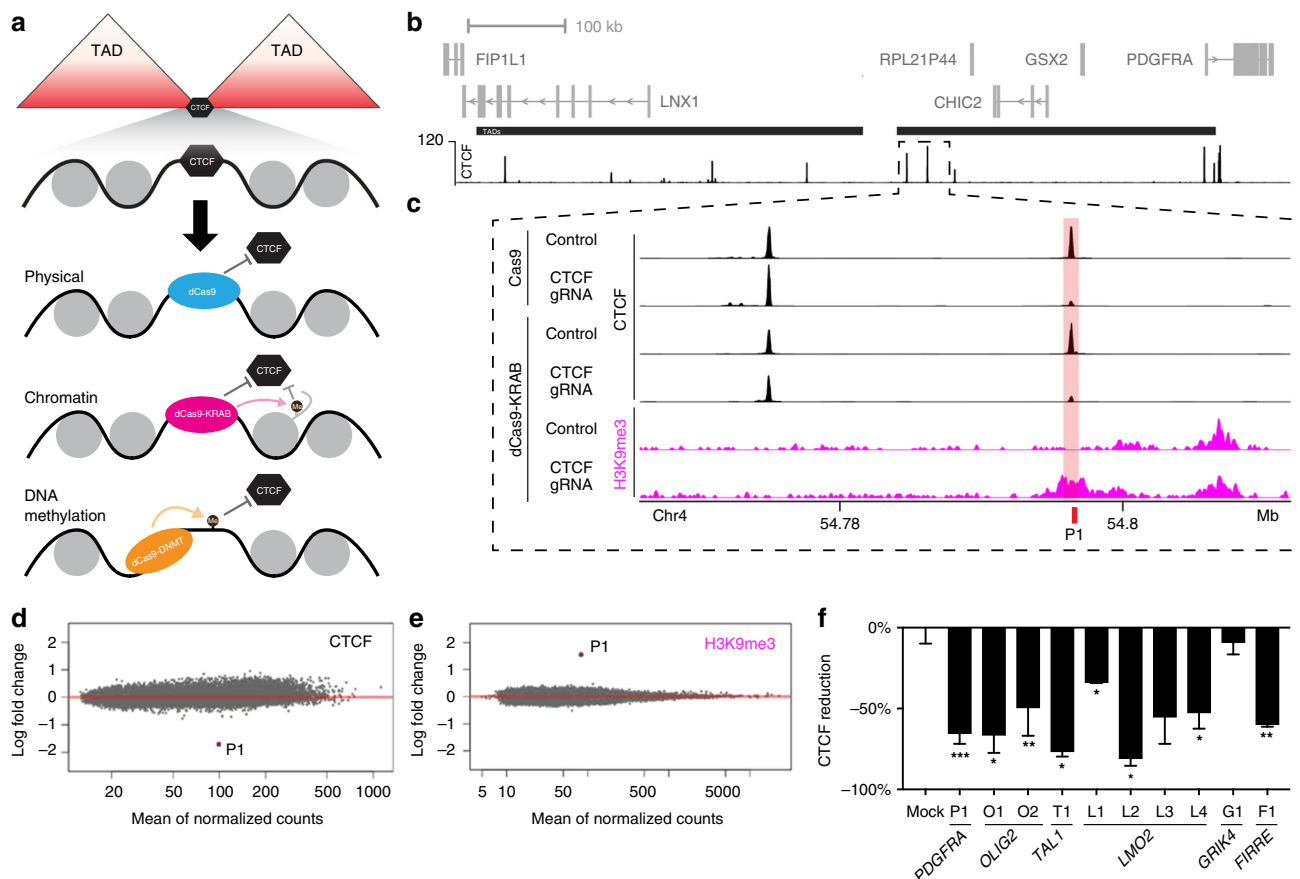 a
TAD
TAD
CTCF
CTCF
CTCF
Physical
dCas9
CTCF
Chromatin
dCas9-KRAB
Me
CTCF
DNA
methylation
Me
dCas9-DNMT
b
100 kb
FIP1L1
RPL21P44
GSX2
PDGFRA
LNX1
CHIC2
TADs
120
CTCF
c
Cas9
Control
CTCF
gRNA
dCas9-KRAB
Control
CTCF
gRNA
CTCF
Control
CTCF
gRNA
H3K9me3
Chr4
54.78
54.8
Mb
P1
d
CTCF
Log fold change
2
1
0
−1
−2
P1
20
50
100
200
500
1000
Mean of normalized counts
e
H3K9me3
Log fold change
2
1
0
−1
−2
P1
5
10
50
500
5000
Mean of normalized counts
f
CTCF reduction
0%
−50%
−100%
***
*
**
*
*
*
*
**
Mock P1 O1 O2 T1 L1 L2 L3 L4 G1 F1
PDGFRA
OLIG2
TAL1
LMO2
GRIK4
FIRRE